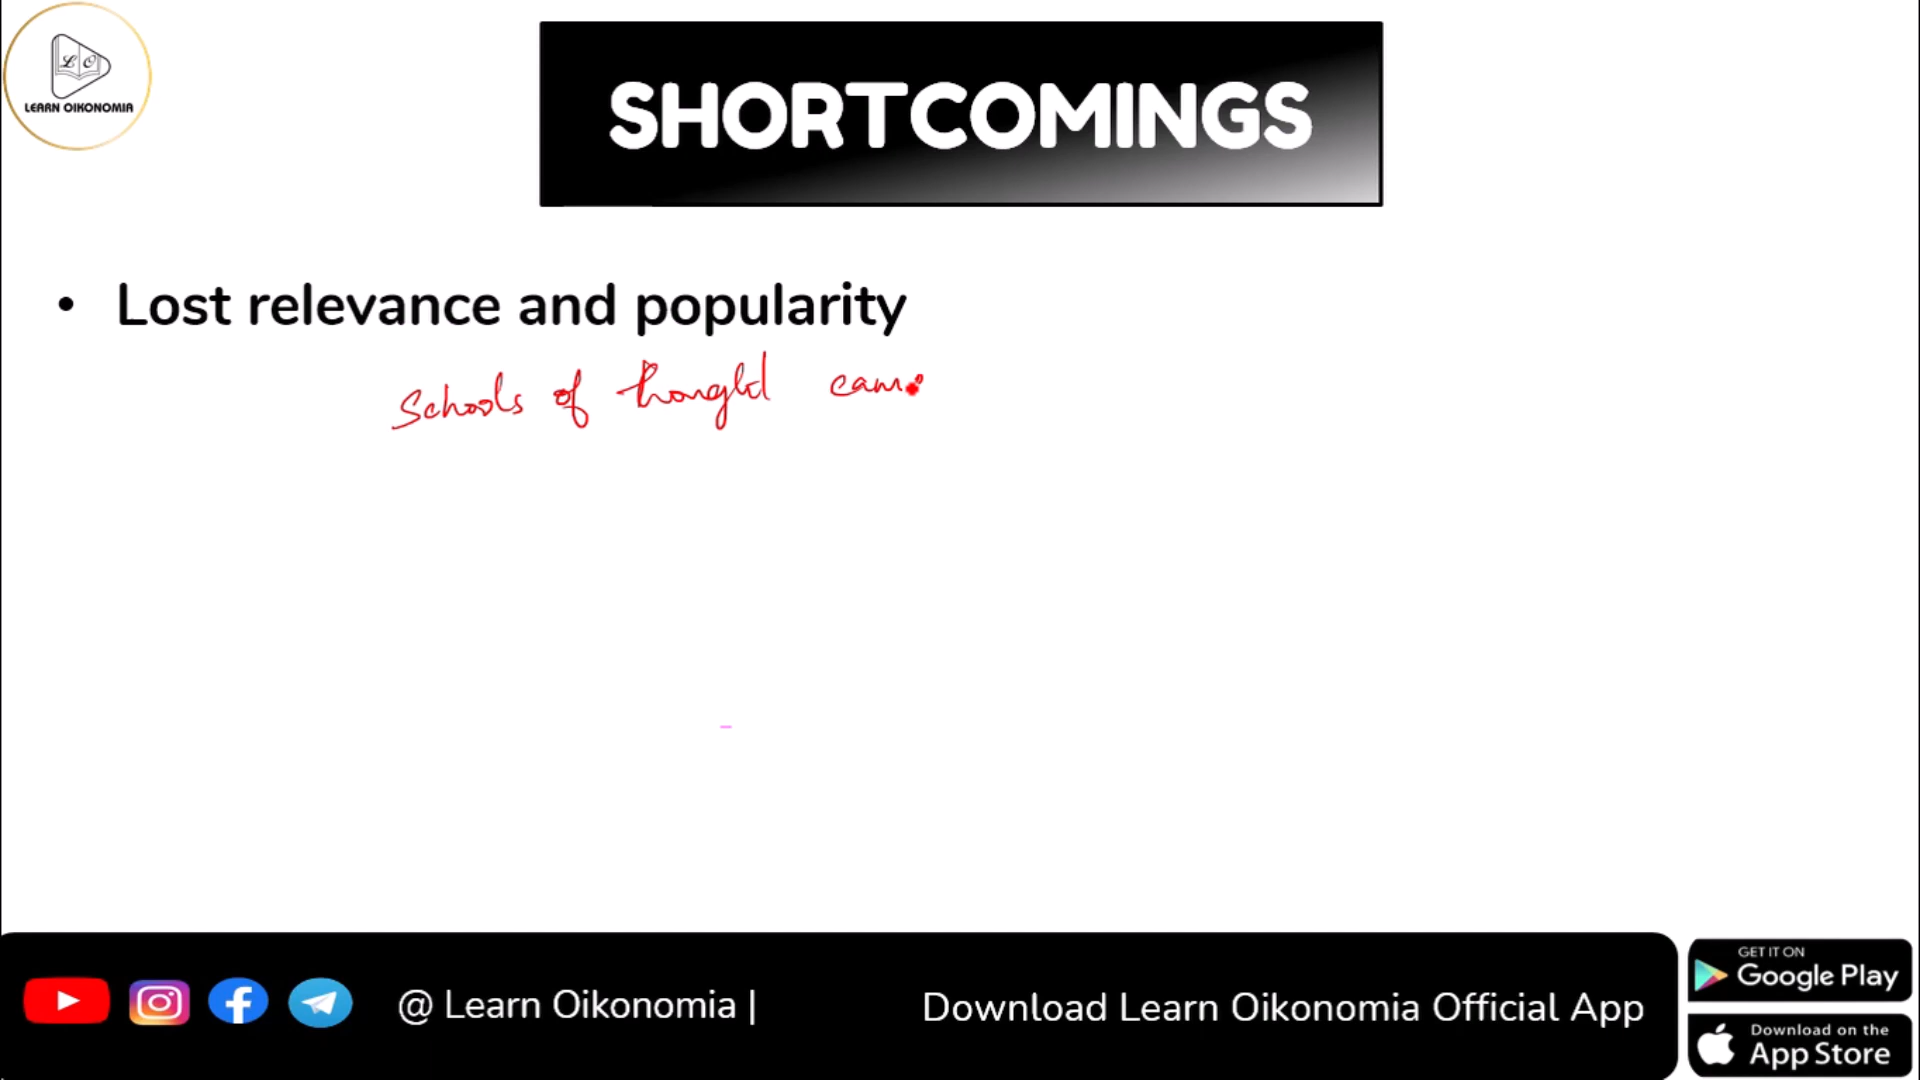 LO
LEARN OIKONOMIA
SHORTCOMINGS
• Lost relevance and popularity
Schools of thought cam
@ Learn Oikonomia |
Download Learn Oikonomia Official App
GET IT ON
Google Play
Download on the
App Store